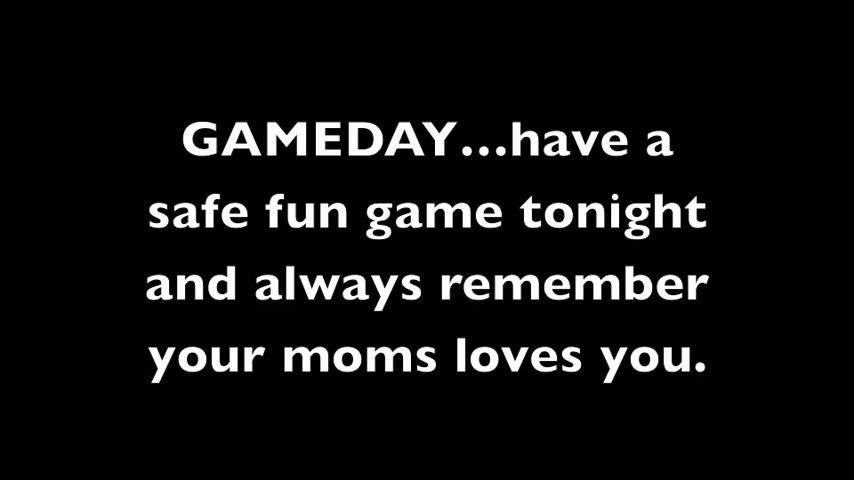 GAMEDAY...have a
safe fun game tonight
and always remember
your moms loves you.